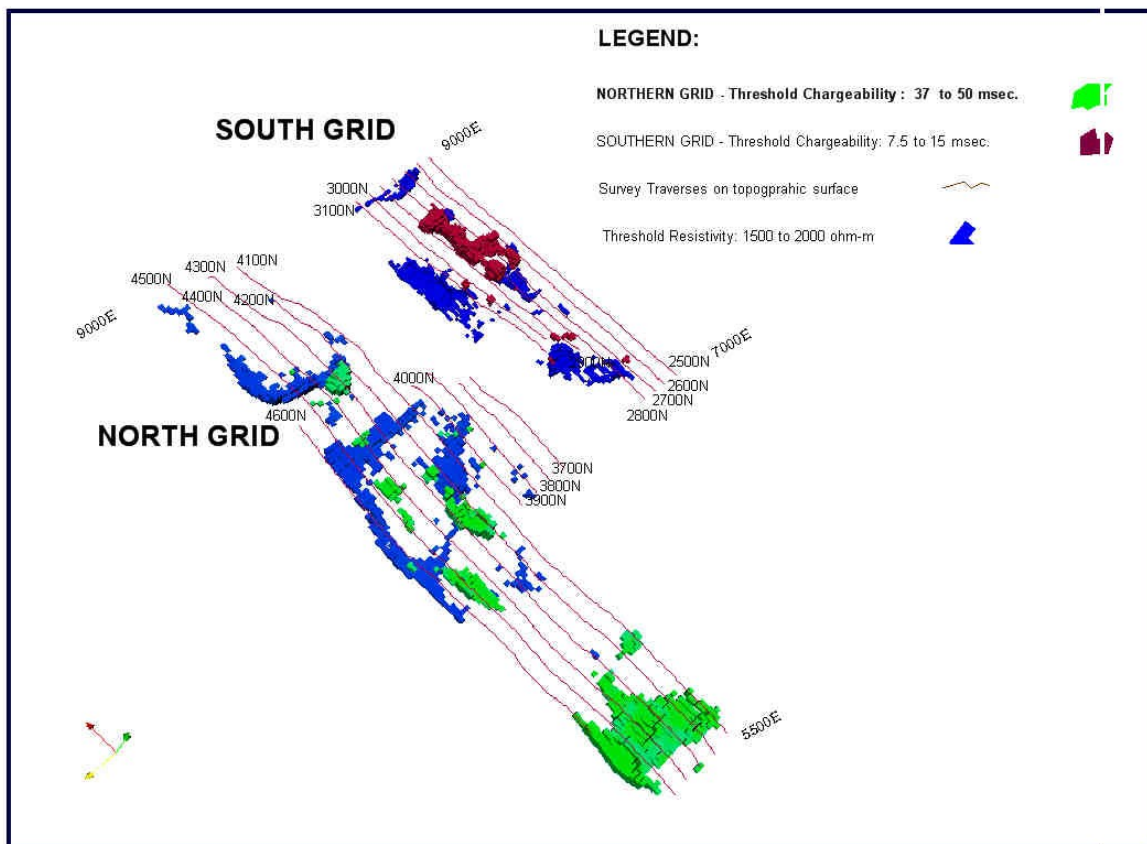 LEGEND:
NORTHERN GRID - Threshold Chargeability : 37 to 50 msec.
SOUTHERN GRID - Threshold Chargeability: 7.5 to 15 msec.
Survey Traverses on topogprahic surface
Threshold Resistivity: 1500 to 2000 ohm-m
SOUTH GRID
9000E
3000N
3100N
4100N
4300N
4500N
4200N
4400N
9000E
7000E
2500N
2600N
2700N
2800N
4000N
4600N
NORTH GRID
3700N
3800N
3900N
5500E